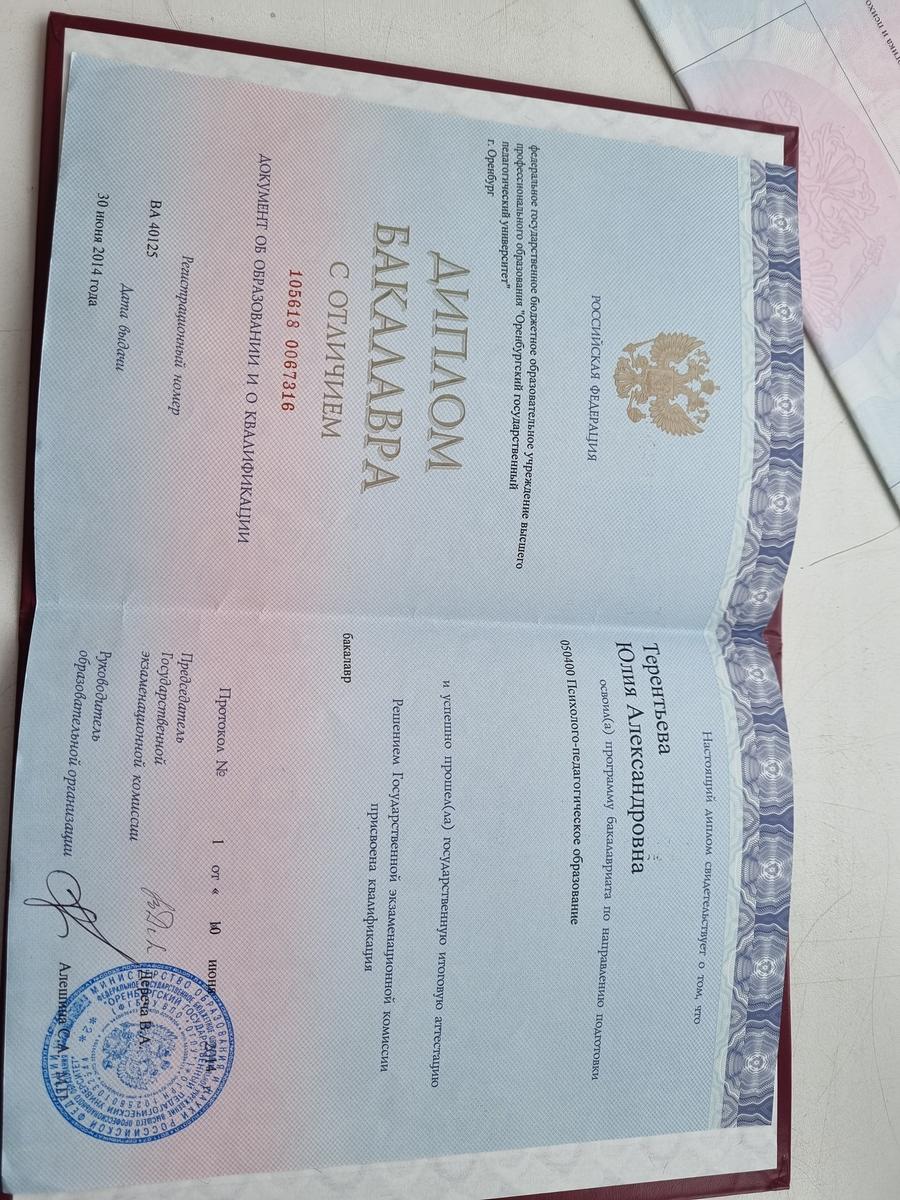 РОССИЙСКАЯ ФЕДЕРАЦИЯ
федеральное государственное бюджетное образовательное учреждение высшего
профессионального образования "Оренбургский государственный
педагогический университет"
г. Оренбург
ДИПЛОМ
БАКАЛАВРА
С ОТЛИЧИЕМ
105618 0067316
ДОКУМЕНТ ОБ ОБРАЗОВАНИИ И О КВАЛИФИКАЦИИ
Регистрационный номер
ВА 40125
Дата выдачи
30 июня 2014 года
Настоящий диплом свидетельствует о том, что
Терентьева
Юлия Александровна
освоил(а) программу бакалавриата по направлению подготовки
050400 Психолого-педагогическое образование
и успешно прошел(ла) государственную итоговую аттестацию
Решением Государственной экзаменационной комиссии
присвоена квалификация
бакалавр
Протокол № 1 от « 10 июня 2014
Председатель
Государственной
экзаменационной комиссии
Дереча В.А.
Руководитель
образовательной организации
Алешина С.А.
М.П.